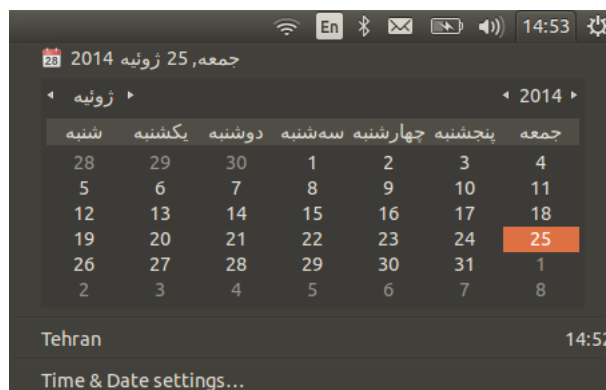 En 14:53
28 جمعه, 25 ژوئیه 2014
ژوئیه 2014
شنبه یکشنبه دوشنبه سه‌شنبه چهارشنبه پنجشنبه جمعه
28 29 30 1 2 3 4
5 6 7 8 9 10 11
12 13 14 15 16 17 18
19 20 21 22 23 24 25
26 27 28 29 30 31 1
2 3 4 5 6 7 8
Tehran 14:52
Time & Date settings...